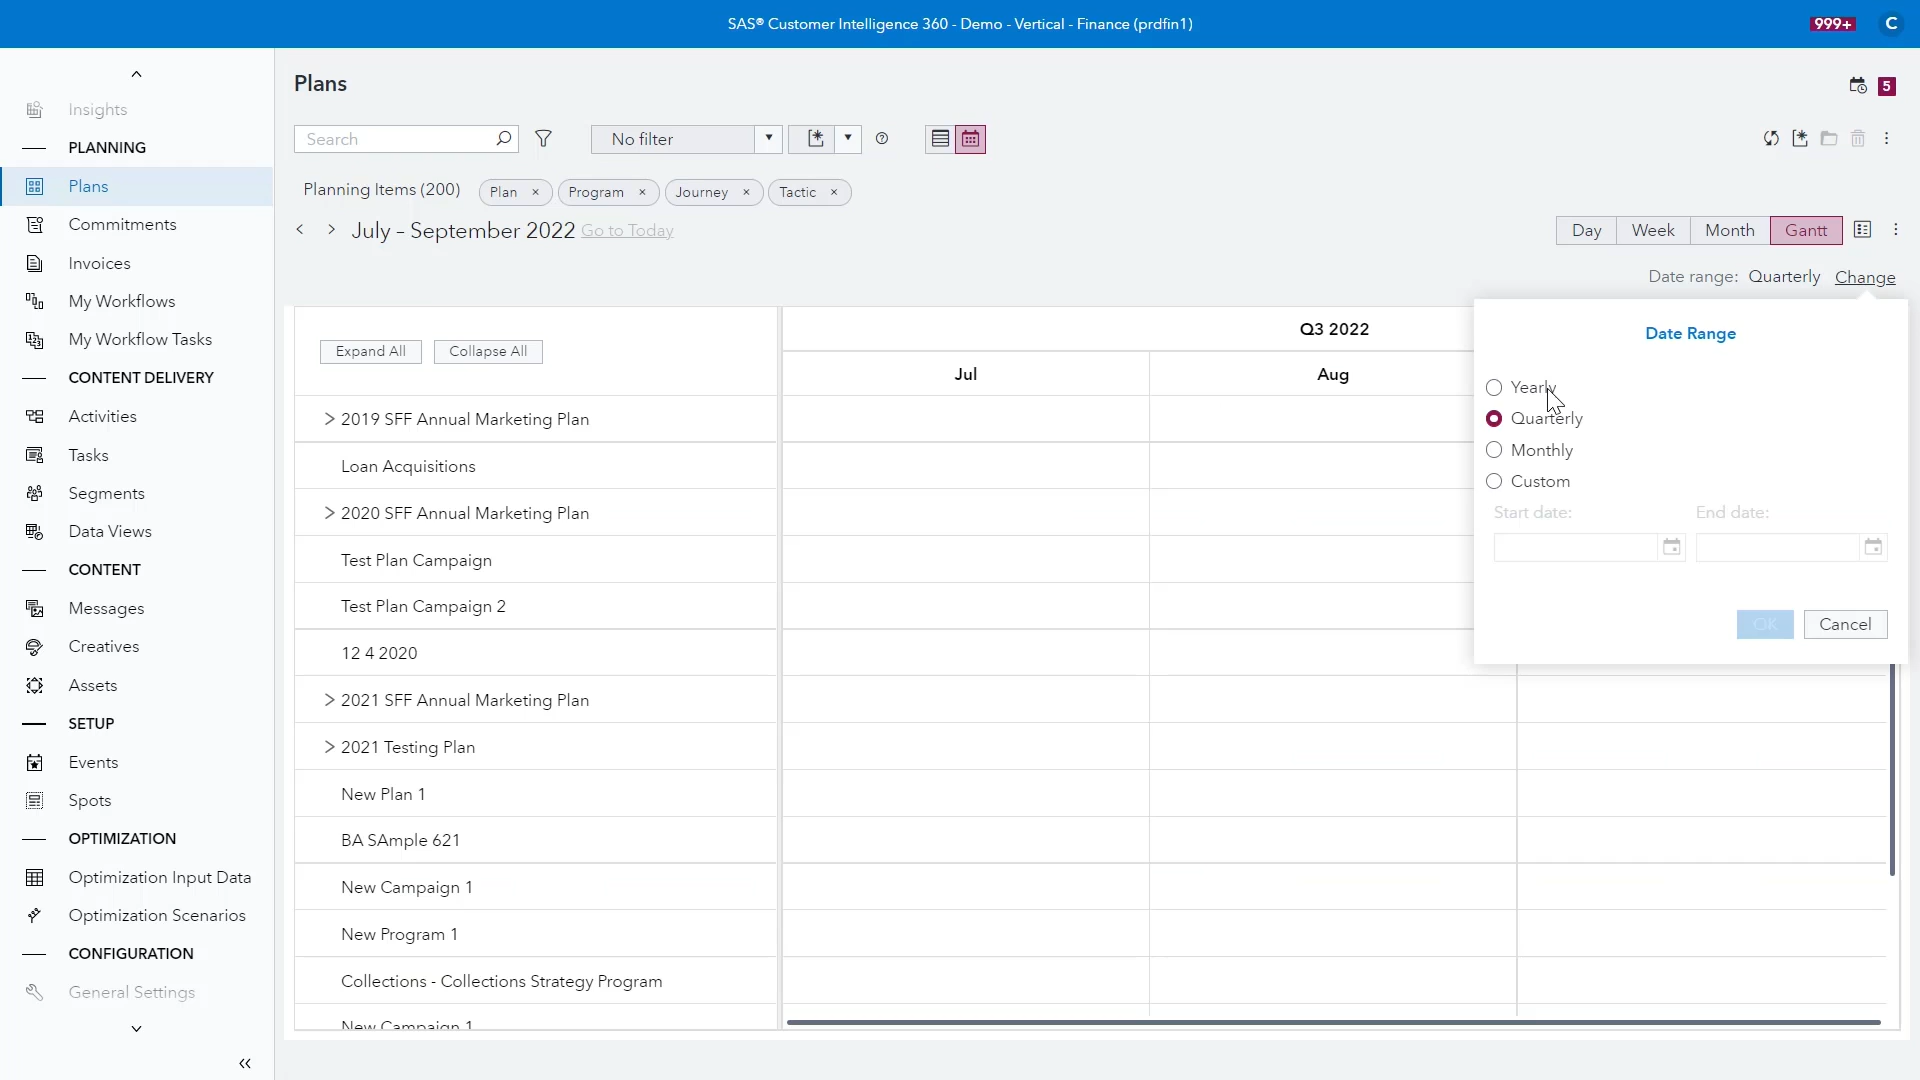 SAS® Customer Intelligence 360 - Demo - Vertical - Finance (prdfin1)
999+
C
Insights
PLANNING
Plans
Commitments
Invoices
My Workflows
My Workflow Tasks
CONTENT DELIVERY
Activities
Tasks
Segments
Data Views
CONTENT
Messages
Creatives
Assets
SETUP
Events
Spots
OPTIMIZATION
Optimization Input Data
Optimization Scenarios
CONFIGURATION
General Settings
Plans
5
Search
No filter
Planning Items (200)
Plan
Program
Journey
Tactic
July – September 2022 Go to Today
Day
Week
Month
Gantt
Date range: Quarterly Change
Expand All
Collapse All
Q3 2022
Jul
Aug
2019 SFF Annual Marketing Plan
Loan Acquisitions
2020 SFF Annual Marketing Plan
Test Plan Campaign
Test Plan Campaign 2
12 4 2020
2021 SFF Annual Marketing Plan
2021 Testing Plan
New Plan 1
BA SAmple 621
New Campaign 1
New Program 1
Collections - Collections Strategy Program
New Campaign 1
Date Range
Yearly
Quarterly
Monthly
Custom
Start date:
End date:
OK
Cancel